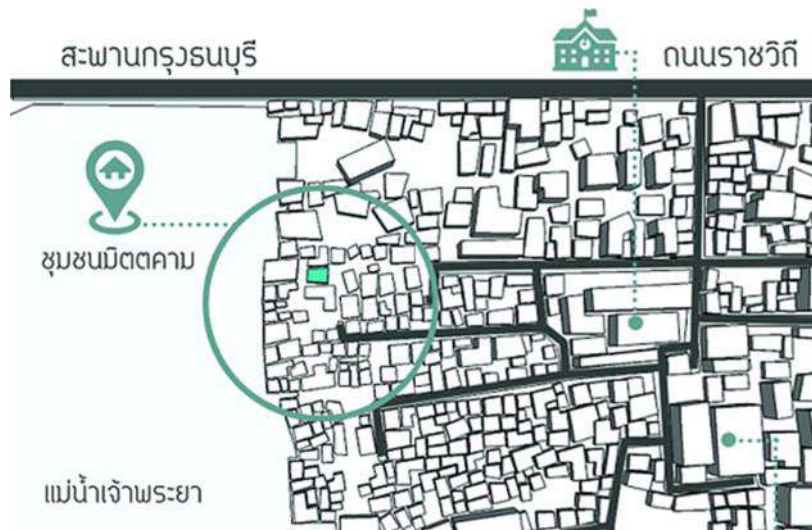 สะพานกรุงธนบุรี
ถนนราชวิถี
ชุมชนมิตตคาม
แม่น้ำเจ้าพระยา